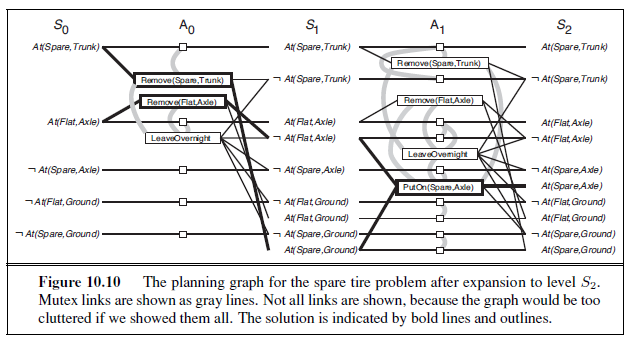 S0 A0 S1 A1 S2
At(Spare,Trunk) At(Spare,Trunk) At(Spare,Trunk)
Remove(Spare,Trunk)
Remove(Spare,Trunk) ¬ At(Spare,Trunk) ¬ At(Spare,Trunk)
Remove(Flat,Axle) Remove(Flat,Axle)
At(Flat,Axle) At(Flat,Axle) At(Flat,Axle)
LeaveOvernight ¬ At(Flat,Axle) ¬ At(Flat,Axle)
LeaveOvernight
¬ At(Spare,Axle) ¬ At(Spare,Axle) ¬ At(Spare,Axle)
PutOn(Spare,Axle) At(Spare,Axle)
¬ At(Flat,Ground) ¬ At(Flat,Ground) ¬ At(Flat,Ground)
At(Flat,Ground) At(Flat,Ground)
¬ At(Spare,Ground) ¬ At(Spare,Ground) ¬ At(Spare,Ground)
At(Spare,Ground) At(Spare,Ground)
Figure 10.10 The planning graph for the spare tire problem after expansion to level S2.
Mutex links are shown as gray lines. Not all links are shown, because the graph would be too
cluttered if we showed them all. The solution is indicated by bold lines and outlines.